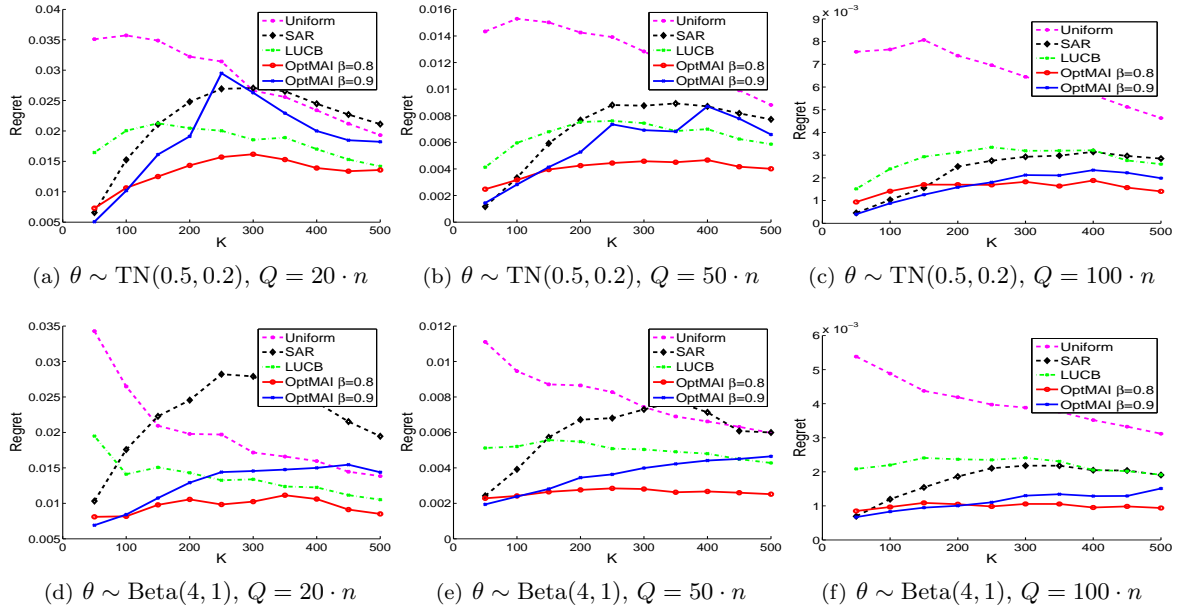 0.04
0.035
0.03
0.025
0.02
0.015
0.01
0.005
0 100 200 300 400 500
K
Regret
Uniform
SAR
LUCB
OptMAI β=0.8
OptMAI β=0.9
(a) θ ∼ TN(0.5, 0.2), Q = 20 · n
0.016
0.014
0.012
0.01
0.008
0.006
0.004
0.002
0
0 100 200 300 400 500
K
Regret
Uniform
SAR
LUCB
OptMAI β=0.8
OptMAI β=0.9
(b) θ ∼ TN(0.5, 0.2), Q = 50 · n
x 10⁻³
9
8
7
6
5
4
3
2
1
0
0 100 200 300 400 500
K
Regret
Uniform
SAR
LUCB
OptMAI β=0.8
OptMAI β=0.9
(c) θ ∼ TN(0.5, 0.2), Q = 100 · n
0.035
0.03
0.025
0.02
0.015
0.01
0.005
0 100 200 300 400 500
K
Regret
Uniform
SAR
LUCB
OptMAI β=0.8
OptMAI β=0.9
(d) θ ∼ Beta(4, 1), Q = 20 · n
0.012
0.01
0.008
0.006
0.004
0.002
0
0 100 200 300 400 500
K
Regret
Uniform
SAR
LUCB
OptMAI β=0.8
OptMAI β=0.9
(e) θ ∼ Beta(4, 1), Q = 50 · n
x 10⁻³
6
5
4
3
2
1
0
0 100 200 300 400 500
K
Regret
Uniform
SAR
LUCB
OptMAI β=0.8
OptMAI β=0.9
(f) θ ∼ Beta(4, 1), Q = 100 · n